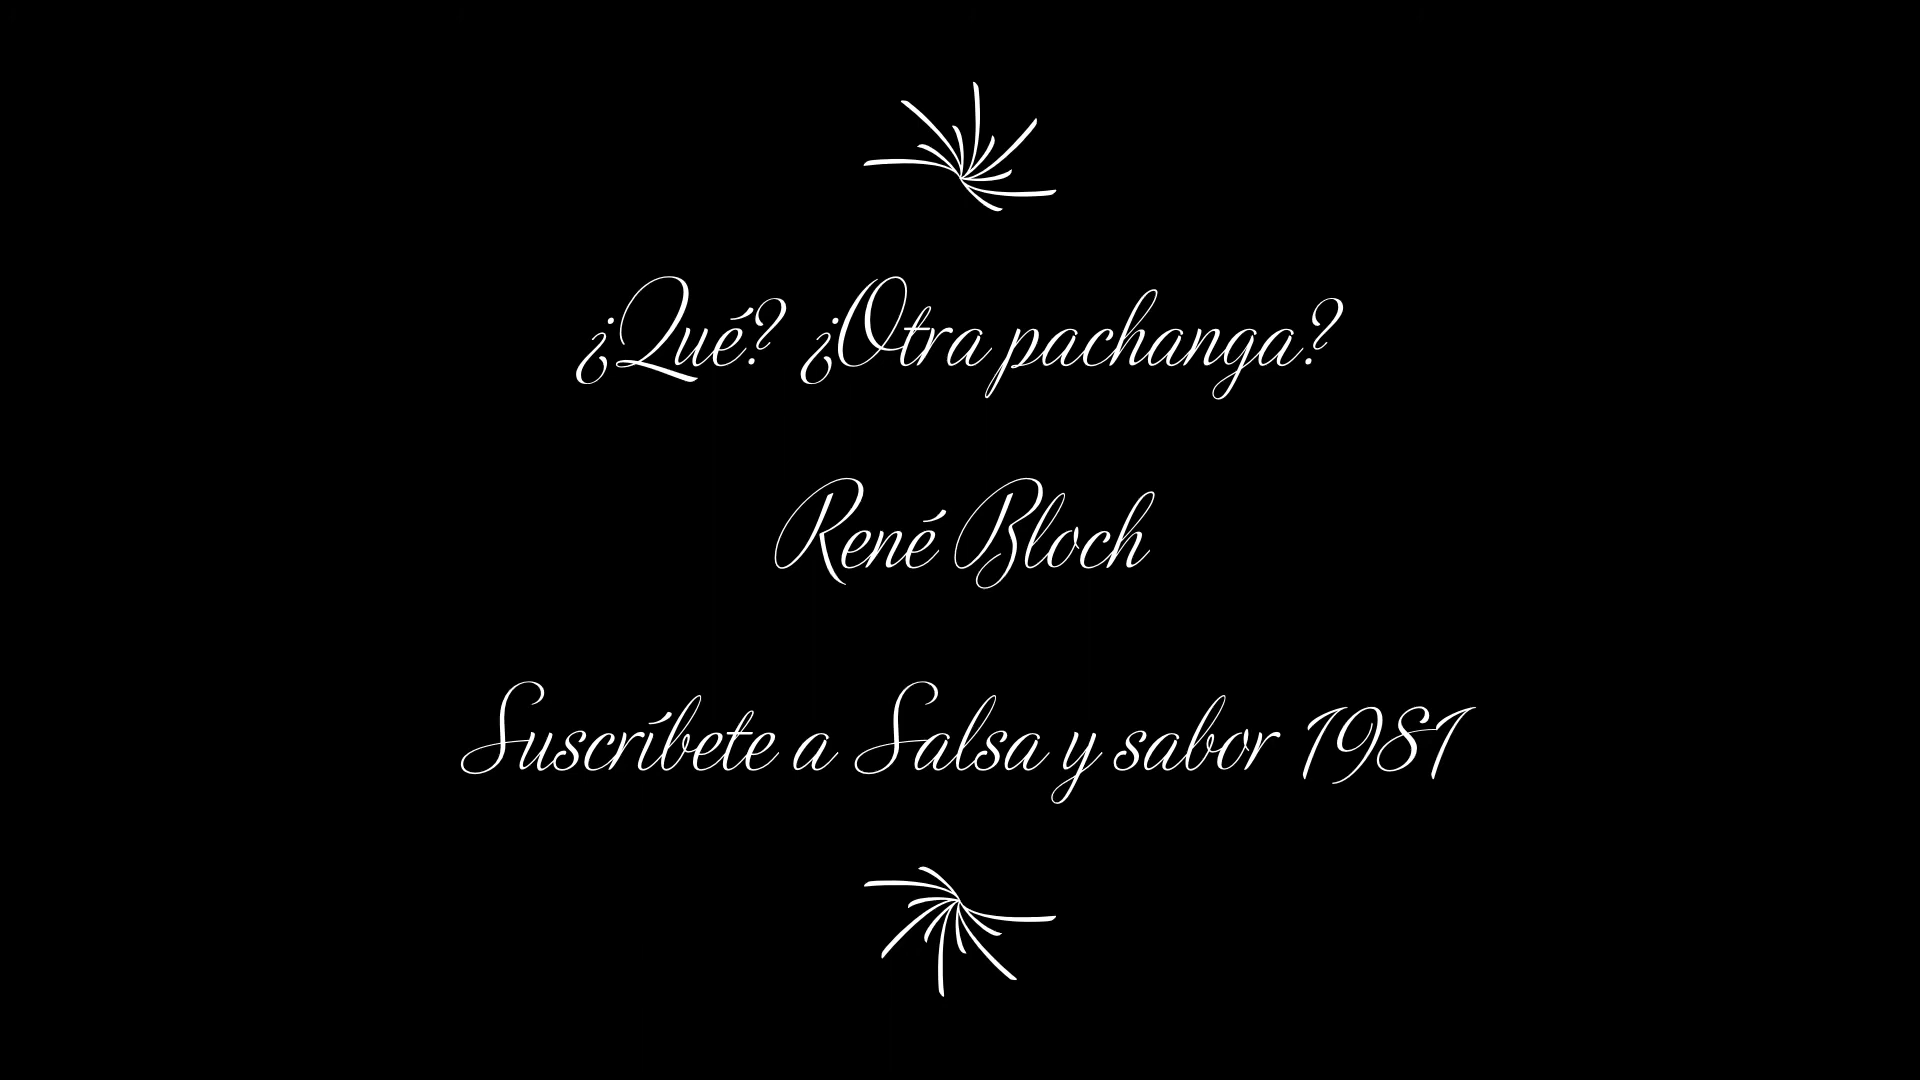 ¿Qué? ¿Otra pachanga?
René Bloch
Suscríbete a Salsa y sabor 1981